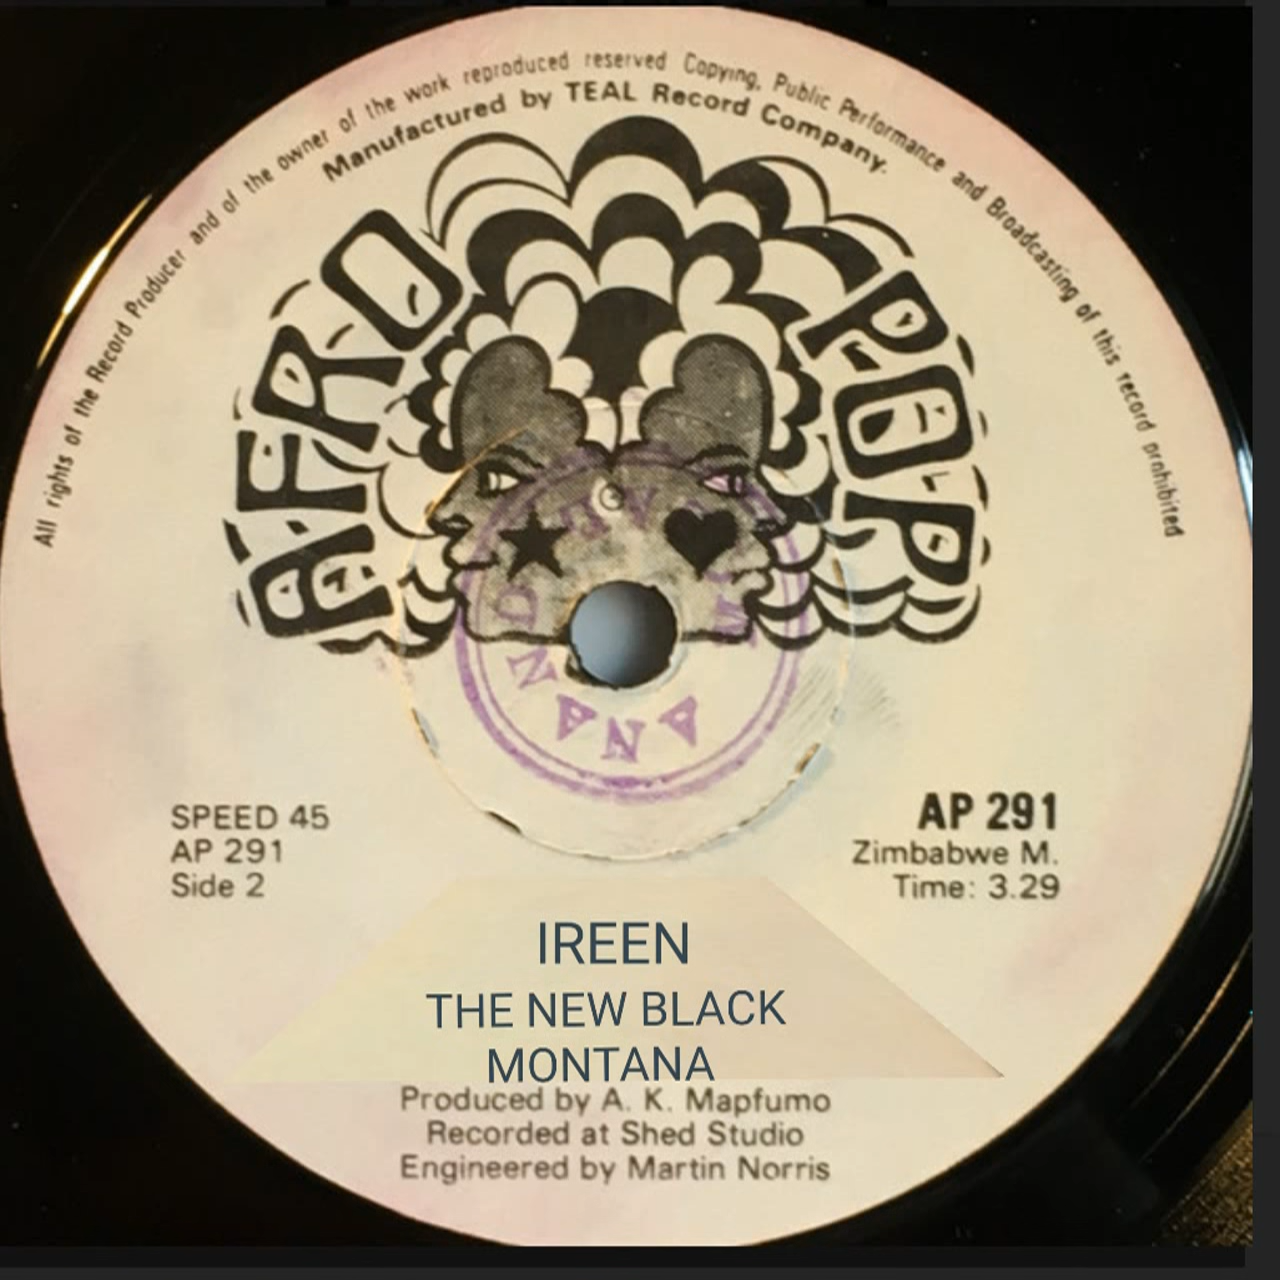 All rights of the Record Producer and of the owner of the work reproduced reserved Copying, Public Performance and Broadcasting of this record prohibited
Manufactured by TEAL Record Company.
AFRO POP
SPEED 45
AP 291
Side 2
AP 291
Zimbabwe M.
Time: 3.29
IREEN
THE NEW BLACK
MONTANA
Produced by A. K. Mapfumo
Recorded at Shed Studio
Engineered by Martin Norris